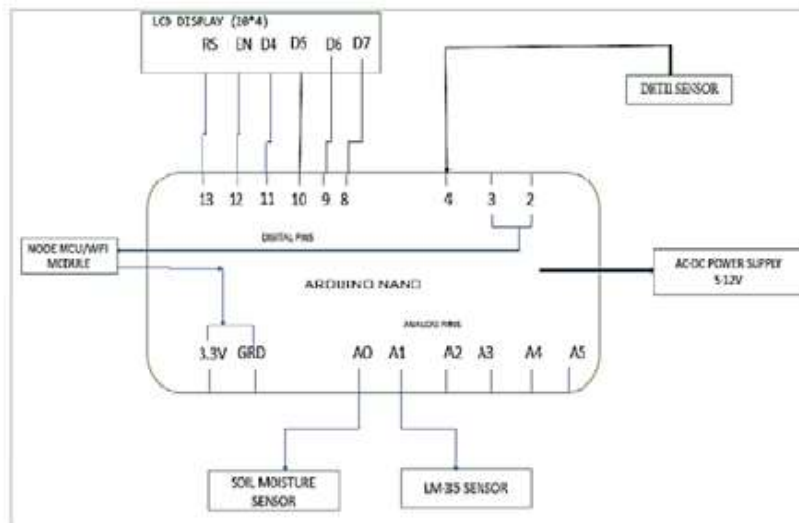 LCD DISPLAY (20*4)
RS EN D4 D5 D6 D7
DHT11 SENSOR
13 12 11 10 9 8 4 3 2
DIGITAL PINS
NODE MCU/WIFI
MODULE
AC-DC POWER SUPPLY
5-12V
ARDUINO NANO
ANALOG PINS
3.3V GRD A0 A1 A2 A3 A4 A5
SOIL MOISTURE
SENSOR
LM-35 SENSOR